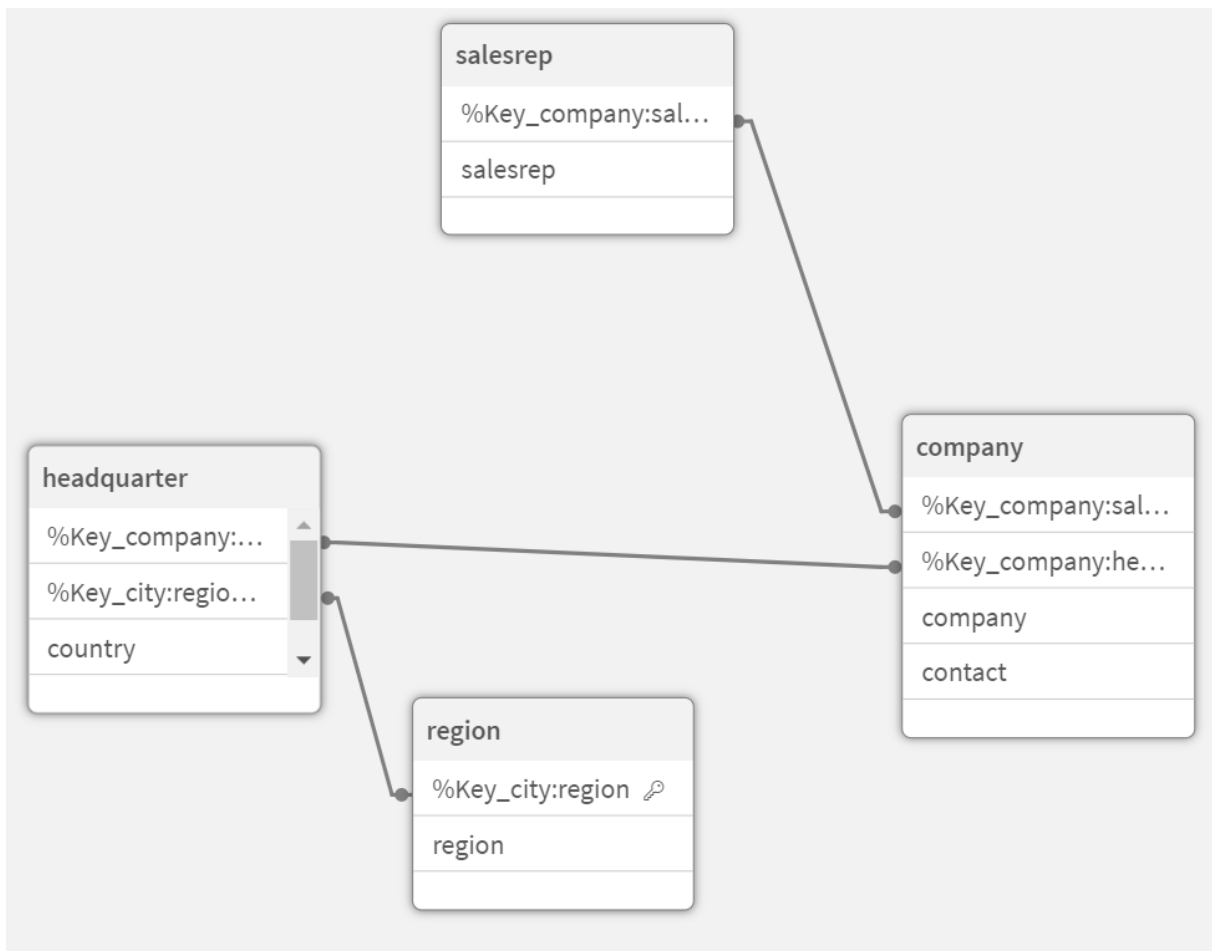 salesrep
%Key_company:sal...
salesrep
headquarter
%Key_company:...
%Key_city:regio...
country
company
%Key_company:sal...
%Key_company:he...
company
contact
region
%Key_city:region
region